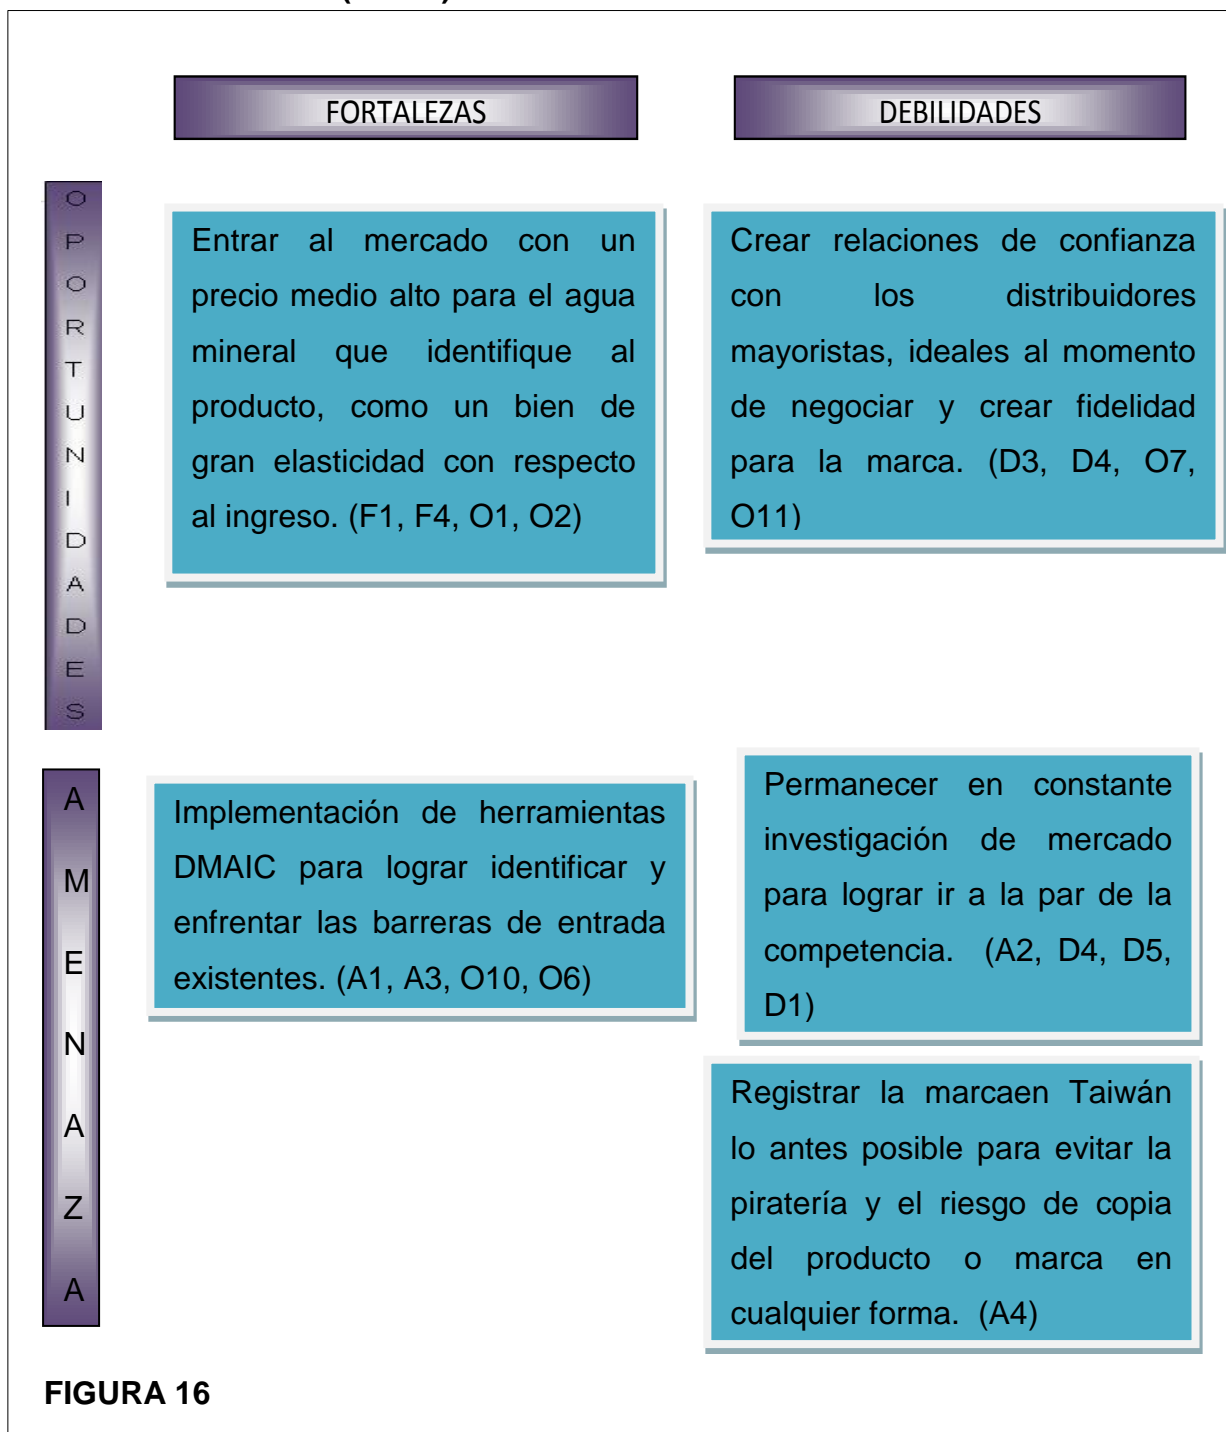 FORTALEZAS
DEBILIDADES
OPORTUNIDADES
Entrar al mercado con un
precio medio alto para el agua
mineral que identifique al
producto, como un bien de
gran elasticidad con respecto
al ingreso. (F1, F4, O1, O2)
Crear relaciones de confianza
con los distribuidores
mayoristas, ideales al momento
de negociar y crear fidelidad
para la marca. (D3, D4, O7,
O11)
AMENAZA
Implementación de herramientas
DMAIC para lograr identificar y
enfrentar las barreras de entrada
existentes. (A1, A3, O10, O6)
Permanecer en constante
investigación de mercado
para lograr ir a la par de la
competencia. (A2, D4, D5,
D1)
Registrar la marcaen Taiwán
lo antes posible para evitar la
piratería y el riesgo de copia
del producto o marca en
cualquier forma. (A4)
FIGURA 16